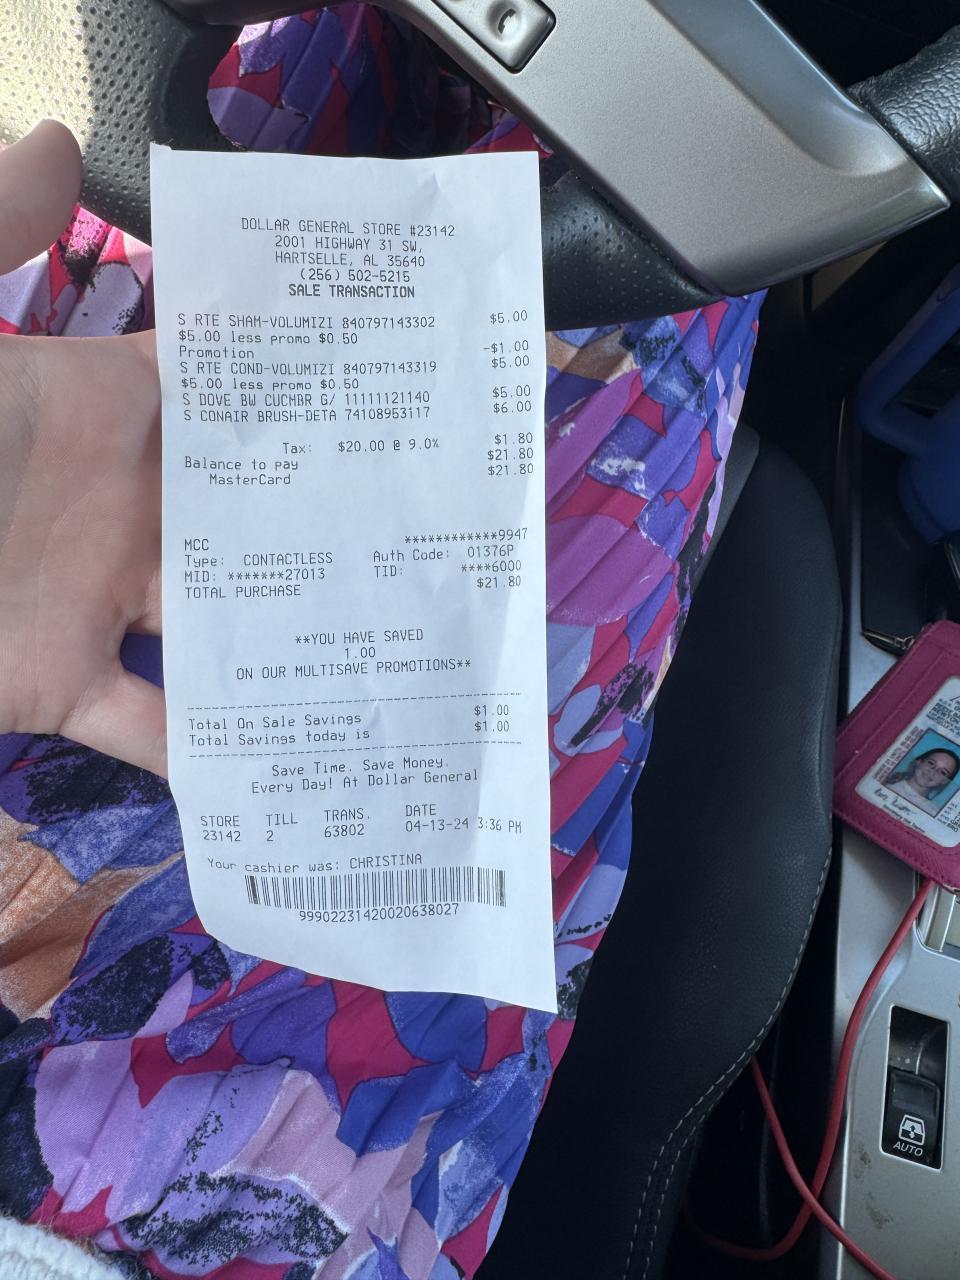 DOLLAR GENERAL STORE #23142
2001 HIGHWAY 31 SW,
HARTSELLE, AL 35640
(256) 502-5215
SALE TRANSACTION
S RTE SHAM-VOLUMIZI 840797143302 $5.00
$5.00 less promo $0.50
Promotion -$1.00
S RTE COND-VOLUMIZI 840797143319 $5.00
$5.00 less promo $0.50
S DOVE BW CUCMBR G/ 11111121140 $5.00
S CONAIR BRUSH-DETA 74108953117 $6.00
Tax: $20.00 @ 9.0% $1.80
Balance to pay $21.80
MasterCard $21.80
MCC ************9947
Type: CONTACTLESS Auth Code: 01376P
MID: *******27013 TID: ****6000
TOTAL PURCHASE $21.80
**YOU HAVE SAVED
1.00
ON OUR MULTISAVE PROMOTIONS**
Total On Sale Savings $1.00
Total Savings today is $1.00
Save Time. Save Money.
Every Day! At Dollar General
STORE TILL TRANS. DATE
23142 2 63802 04-13-24 3:36 PM
Your cashier was: CHRISTINA
99902231420020638027
AUTO